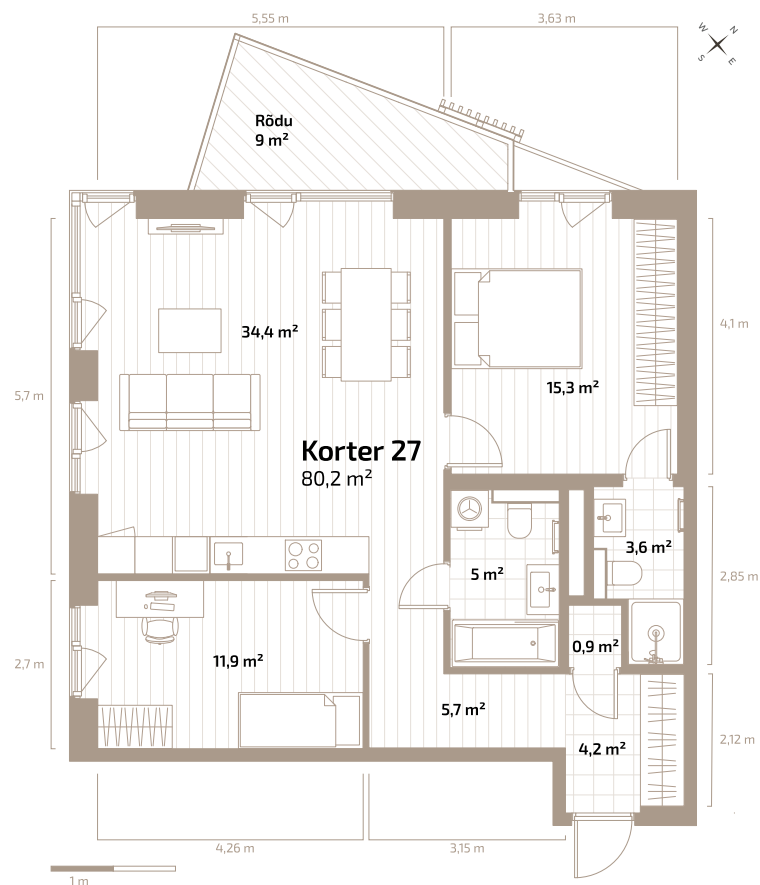 5,55 m
3,63 m
W
N
S
E
Rõdu
9 m²
34,4 m²
4,1 m
15,3 m²
5,7 m
Korter 27
80,2 m²
3,6 m²
5 m²
2,85 m
0,9 m²
11,9 m²
2,7 m
5,7 m²
4,2 m²
2,12 m
4,26 m
3,15 m
1 m